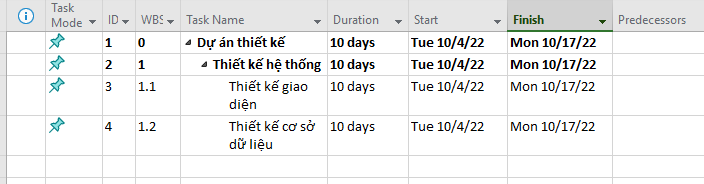 Task Mode ID WBS Task Name Duration Start Finish Predecessors
1 0 Dự án thiết kế 10 days Tue 10/4/22 Mon 10/17/22
2 1 Thiết kế hệ thống 10 days Tue 10/4/22 Mon 10/17/22
3 1.1 Thiết kế giao 10 days Tue 10/4/22 Mon 10/17/22
diện
4 1.2 Thiết kế cơ sở 10 days Tue 10/4/22 Mon 10/17/22
dữ liệu